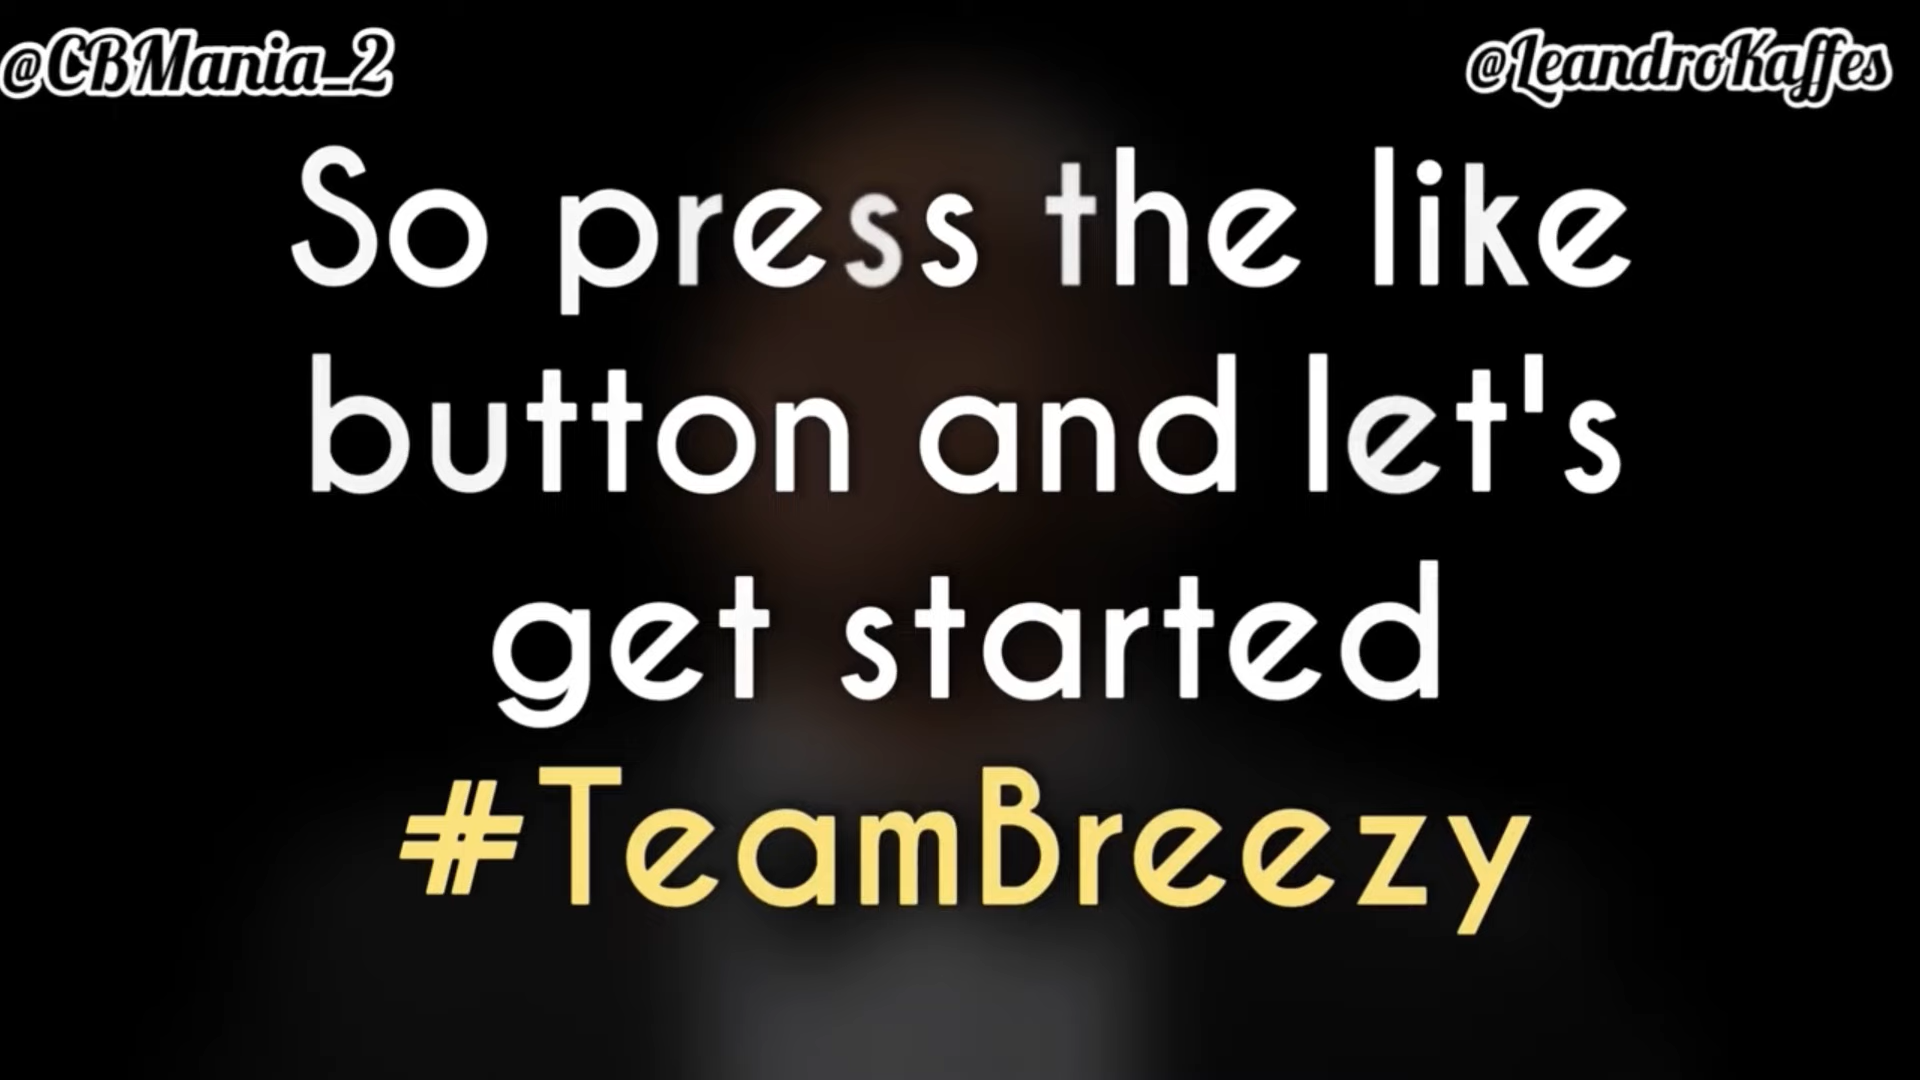 @CBMania_2
@LeandroKaffes
So press the like
button and let's
get started
#TeamBreezy